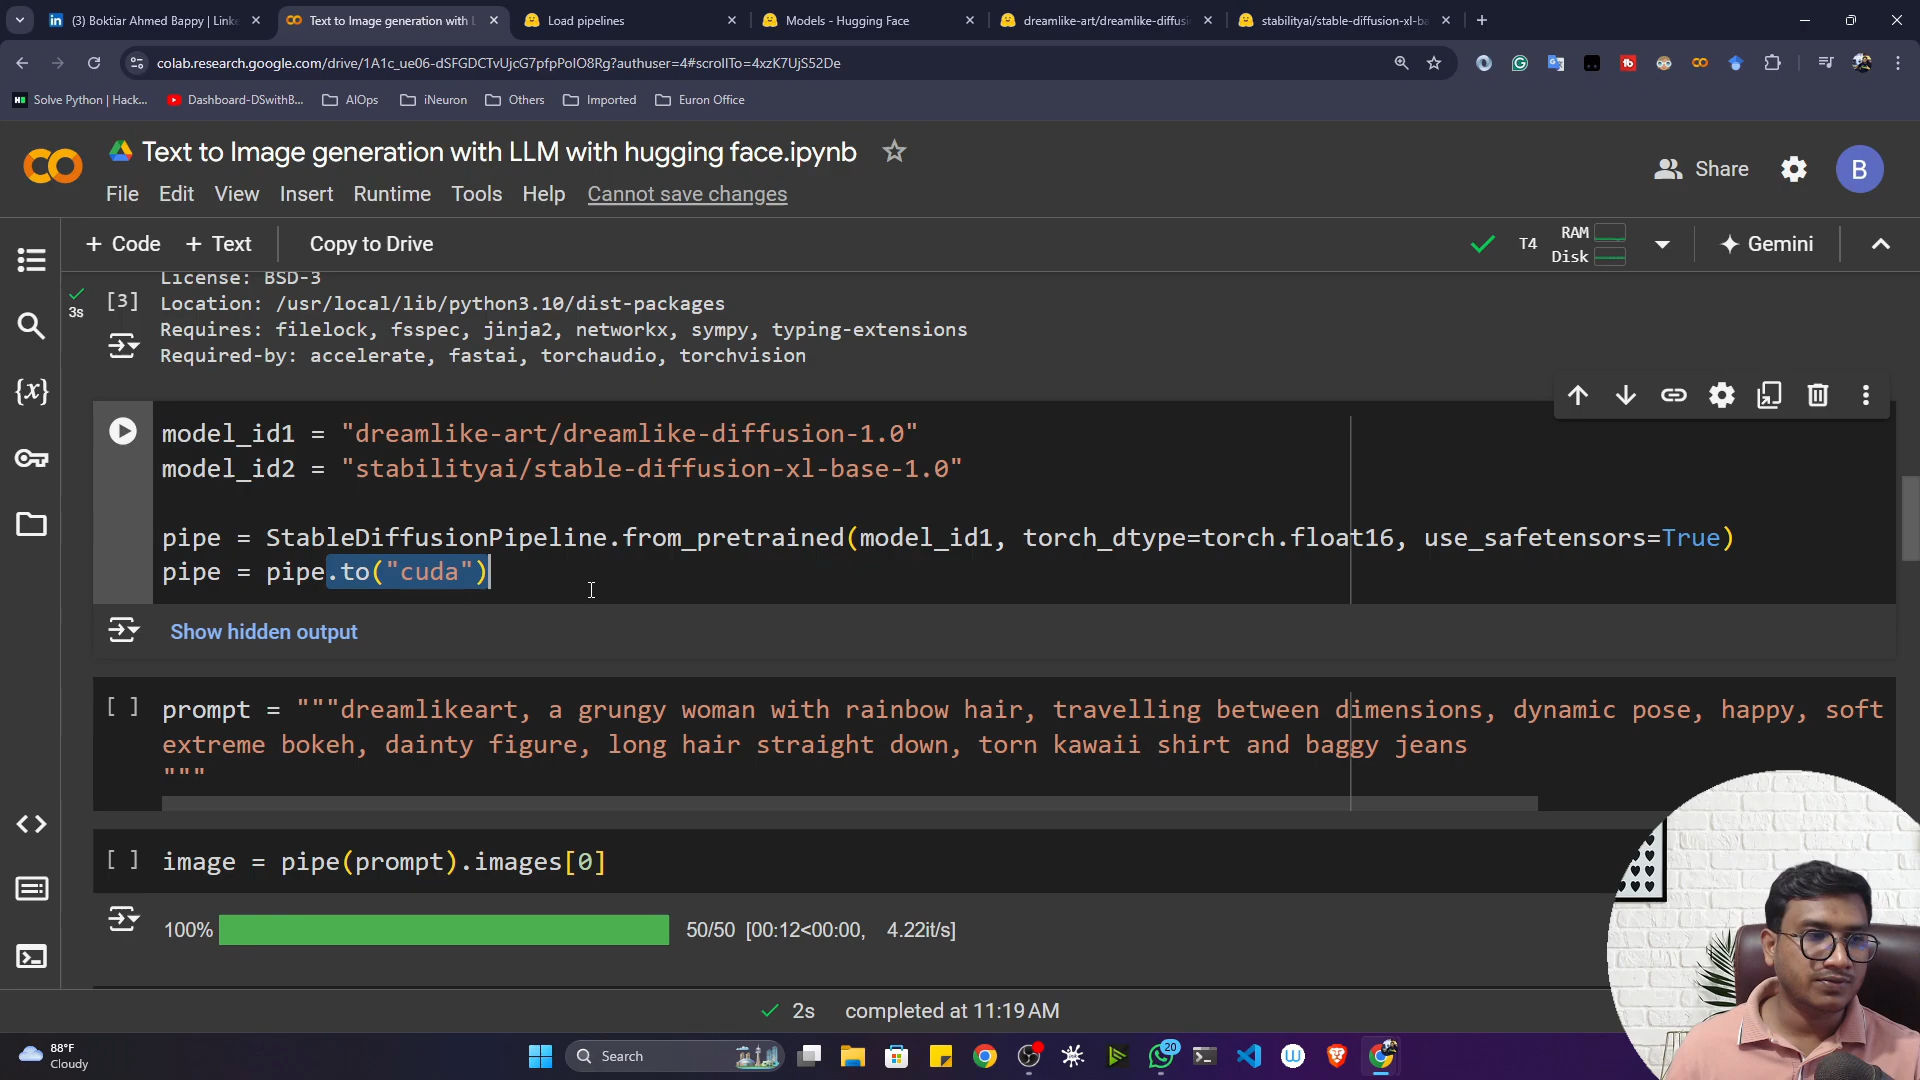 (3) Boktiar Ahmed Bappy | Linke
Text to Image generation with L
Load pipelines
Models - Hugging Face
dreamlike-art/dreamlike-diffusi
stabilityai/stable-diffusion-xl-ba
colab.research.google.com/drive/1A1c_ue06-dSFGDCTvUjcG7pfpPoIO8Rg?authuser=4#scrollTo=4xzK7UjS52De
Solve Python | Hack...
Dashboard-DSwithB...
AIOps
iNeuron
Others
Imported
Euron Office
Text to Image generation with LLM with hugging face.ipynb
Share
B
File Edit View Insert Runtime Tools Help Cannot save changes
+ Code + Text Copy to Drive
T4
RAM
Disk
Gemini
License: BSD-3
[3]
3s
Location: /usr/local/lib/python3.10/dist-packages
Requires: filelock, fsspec, jinja2, networkx, sympy, typing-extensions
Required-by: accelerate, fastai, torchaudio, torchvision
model_id1 = "dreamlike-art/dreamlike-diffusion-1.0"
model_id2 = "stabilityai/stable-diffusion-xl-base-1.0"
pipe = StableDiffusionPipeline.from_pretrained(model_id1, torch_dtype=torch.float16, use_safetensors=True)
pipe = pipe.to("cuda")
Show hidden output
[ ] prompt = """dreamlikeart, a grungy woman with rainbow hair, travelling between dimensions, dynamic pose, happy, soft
extreme bokeh, dainty figure, long hair straight down, torn kawaii shirt and baggy jeans
"""
[ ] image = pipe(prompt).images[0]
100% 50/50 [00:12<00:00, 4.22it/s]
2s completed at 11:19 AM
88°F
Cloudy
Search
20